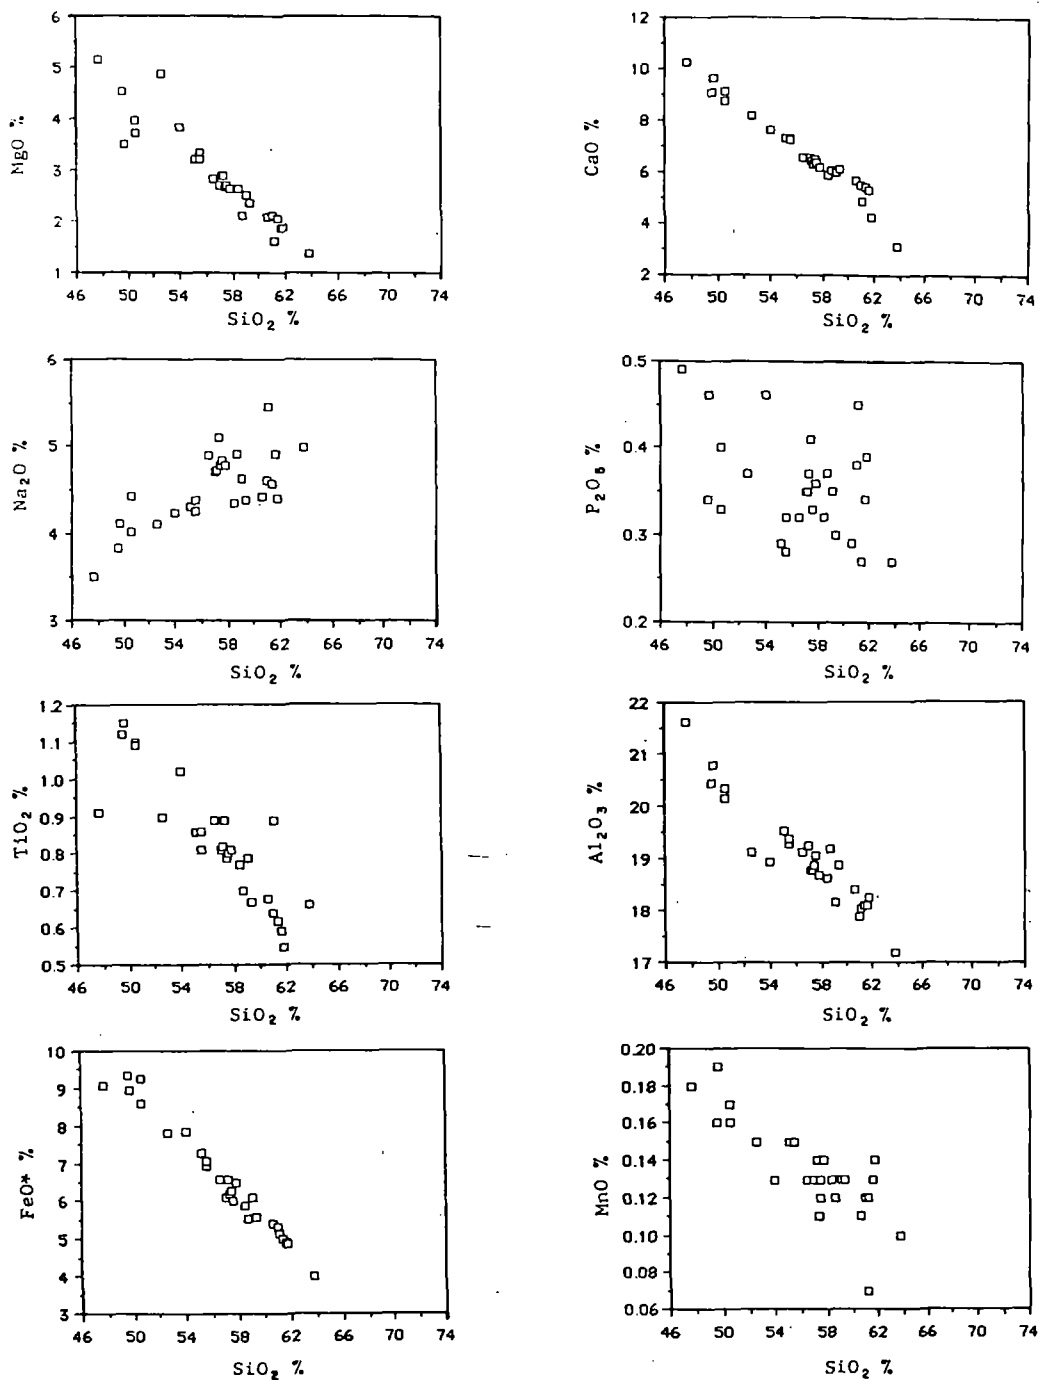 6
5
4
3
2
1
MgO %
46 50 54 58 62 66 70 74
SiO₂ %
12
10
8
6
4
2
CaO %
46 50 54 58 62 66 70 74
SiO₂ %
6
5
4
3
Na₂O %
46 50 54 58 62 66 70 74
SiO₂ %
0.5
0.4
0.3
0.2
P₂O₅ %
46 50 54 58 62 66 70 74
SiO₂ %
1.2
1.1
1.0
0.9
0.8
0.7
0.6
0.5
TiO₂ %
46 50 54 58 62 66 70 74
SiO₂ %
22
21
20
19
18
17
Al₂O₃ %
46 50 54 58 62 66 70 74
SiO₂ %
10
9
8
7
6
5
4
3
FeO* %
46 50 54 58 62 66 70 74
SiO₂ %
0.20
0.18
0.16
0.14
0.12
0.10
0.08
0.06
MnO %
46 50 54 58 62 66 70 74
SiO₂ %